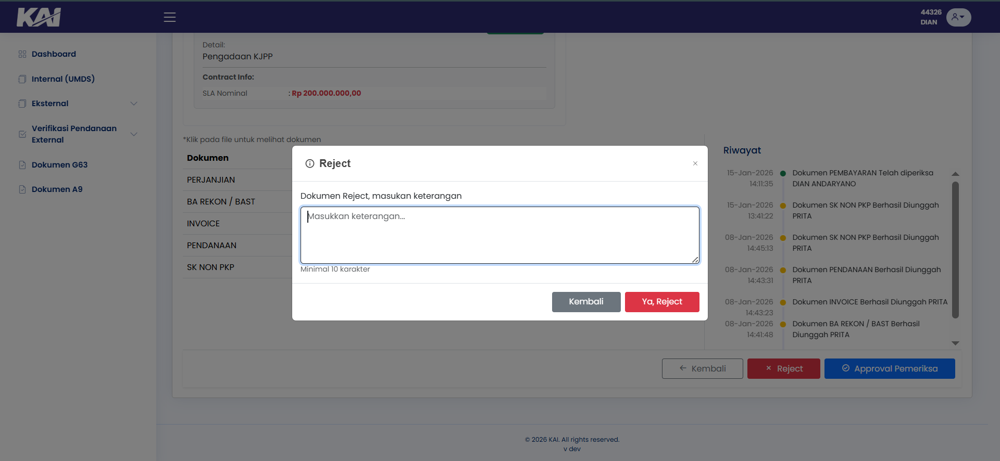 KAI
44326
DIAN
Dashboard
Internal (UMDS)
Eksternal
Verifikasi Pendanaan
External
Dokumen G63
Dokumen A9
Detail:
Pengadaan KJPP
Contract Info:
SLA Nominal : Rp 200.000.000,00
*Klik pada file untuk melihat dokumen
Dokumen
PERJANJIAN
BA REKON / BAST
INVOICE
PENDANAAN
SK NON PKP
Reject
×
Dokumen Reject, masukan keterangan
Masukkan keterangan...
Minimal 10 karakter
Kembali
Ya, Reject
Riwayat
15-Jan-2026 Dokumen PEMBAYARAN Telah diperiksa
14:11:35 DIAN ANDARYANO
15-Jan-2026 Dokumen SK NON PKP Berhasil Diunggah
13:41:22 PRITA
08-Jan-2026 Dokumen SK NON PKP Berhasil Diunggah
14:45:13 PRITA
08-Jan-2026 Dokumen PENDANAAN Berhasil Diunggah
14:43:31 PRITA
08-Jan-2026 Dokumen INVOICE Berhasil Diunggah PRITA
14:43:23
08-Jan-2026 Dokumen BA REKON / BAST Berhasil
14:41:48 Diunggah PRITA
← Kembali
× Reject
Approval Pemeriksa
© 2026 KAI. All rights reserved.
v dev